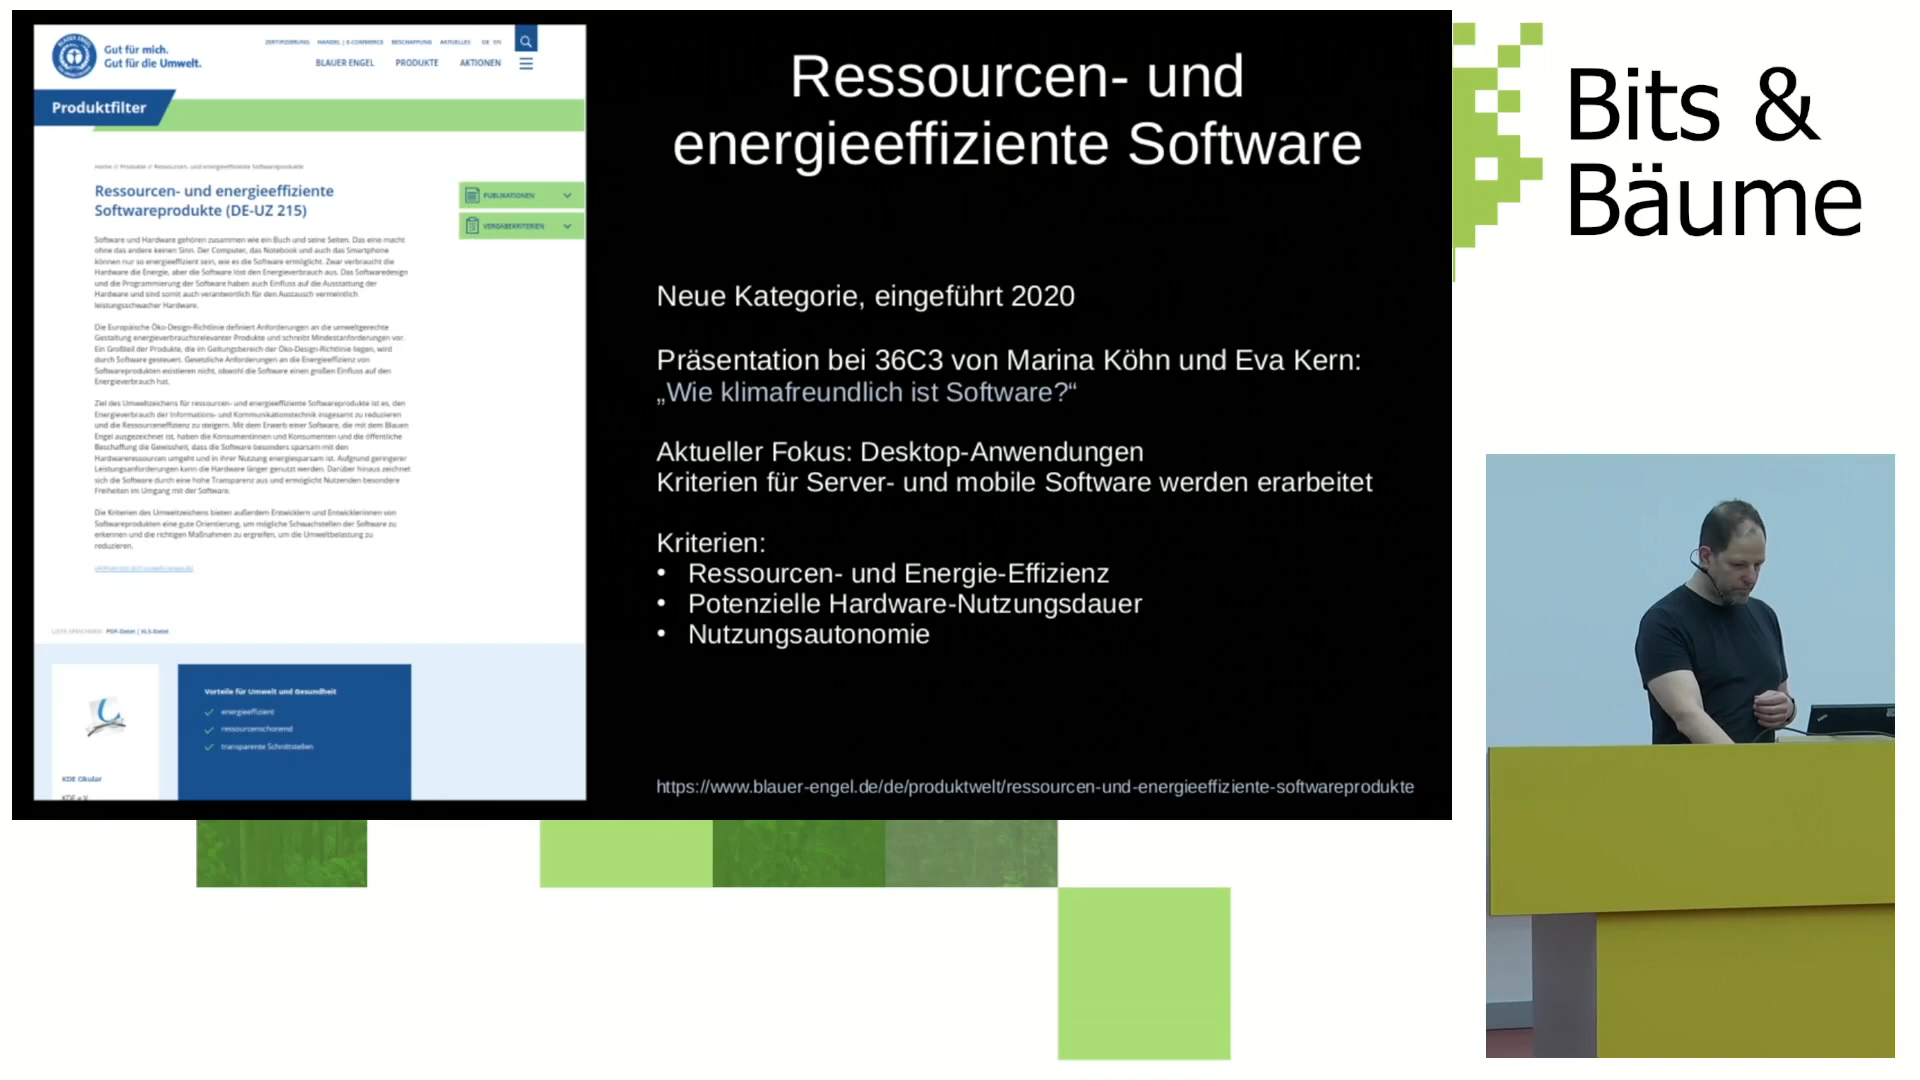 Gut für mich.
Gut für die Umwelt.
ZERTIFIZIERUNG HANDEL | E-COMMERCE BESCHAFFUNG AKTUELLES DE EN
BLAUER ENGEL PRODUKTE AKTIONEN
Produktfilter
Home // Produkte // Ressourcen- und energieeffiziente Softwareprodukte
Ressourcen- und energieeffiziente
Softwareprodukte (DE-UZ 215)
PUBLIKATIONEN
VERGABEKRITERIEN
Software und Hardware gehören zusammen wie ein Buch und seine Seiten. Das eine macht
ohne das andere keinen Sinn. Der Computer, das Notebook und auch das Smartphone
können nur so energieeffizient sein, wie es die Software ermöglicht. Zwar verbraucht die
Hardware die Energie, aber die Software löst den Energieverbrauch aus. Das Softwaredesign
und die Programmierung der Software haben auch Einfluss auf die Ausstattung der
Hardware und sind somit auch verantwortlich für den Austausch vermeintlich
leistungsschwacher Hardware.
Die Europäische Öko-Design-Richtlinie definiert Anforderungen an die umweltgerechte
Gestaltung energieverbrauchsrelevanter Produkte und schreibt Mindestanforderungen vor.
Ein Großteil der Produkte, die im Geltungsbereich der Öko-Design-Richtlinie liegen, wird
durch Software gesteuert. Gesetzliche Anforderungen an die Energieeffizienz von
Softwareprodukten existieren nicht, obwohl die Software einen großen Einfluss auf den
Energieverbrauch hat.
Ziel des Umweltzeichens für ressourcen- und energieeffiziente Softwareprodukte ist es, den
Energieverbrauch der Informations- und Kommunikationstechnik insgesamt zu reduzieren
und die Ressourceneffizienz zu steigern. Mit dem Erwerb einer Software, die mit dem Blauen
Engel ausgezeichnet ist, haben die Konsumentinnen und Konsumenten und die öffentliche
Beschaffung die Gewissheit, dass die Software besonders sparsam mit den
Hardwareressourcen umgeht und in ihrer Nutzung energiesparsam ist. Aufgrund geringerer
Leistungsanforderungen kann die Hardware länger genutzt werden. Darüber hinaus zeichnet
sich die Software durch eine hohe Transparenz aus und ermöglicht Nutzenden besondere
Freiheiten im Umgang mit der Software.
Die Kriterien des Umweltzeichens bieten außerdem Entwicklern und Entwicklerinnen von
Softwareprodukten eine gute Orientierung, um mögliche Schwachstellen der Software zu
erkennen und die richtigen Maßnahmen zu ergreifen, um die Umweltbelastung zu
reduzieren.
LISTE SPEICHERN: PDF-Datei | XLS-Datei
Vorteile für Umwelt und Gesundheit
energieeffizient
ressourcenschonend
transparente Schnittstellen
KDE Okular
KDE e.V.
Ressourcen- und
energieeffiziente Software
Neue Kategorie, eingeführt 2020
Präsentation bei 36C3 von Marina Köhn und Eva Kern:
„Wie klimafreundlich ist Software?“
Aktueller Fokus: Desktop-Anwendungen
Kriterien für Server- und mobile Software werden erarbeitet
Kriterien:
• Ressourcen- und Energie-Effizienz
• Potenzielle Hardware-Nutzungsdauer
• Nutzungsautonomie
https://www.blauer-engel.de/de/produktwelt/ressourcen-und-energieeffiziente-softwareprodukte
Bits &
Bäume